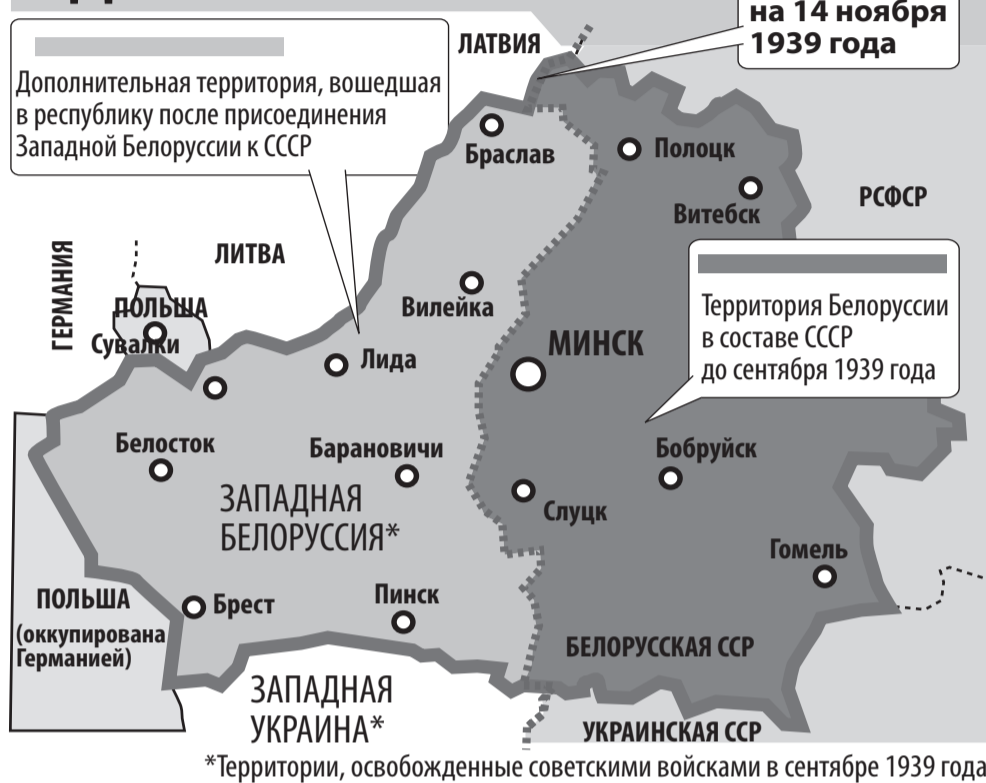 на 14 ноября
1939 года
ЛАТВИЯ
Дополнительная территория, вошедшая
в республику после присоединения
Западной Белоруссии к СССР
Браслав
Полоцк
Витебск
РСФСР
ГЕРМАНИЯ
ЛИТВА
ПОЛЬША
Сувалки
Вилейка
Территория Белоруссии
в составе СССР
до сентября 1939 года
МИНСК
Лида
Белосток
Барановичи
Бобруйск
ЗАПАДНАЯ
БЕЛОРУССИЯ*
Слуцк
Гомель
ПОЛЬША
(оккупирована
Германией)
Брест
Пинск
БЕЛОРУССКАЯ ССР
ЗАПАДНАЯ
УКРАИНА*
УКРАИНСКАЯ ССР
*Территории, освобожденные советскими войсками в сентябре 1939 года